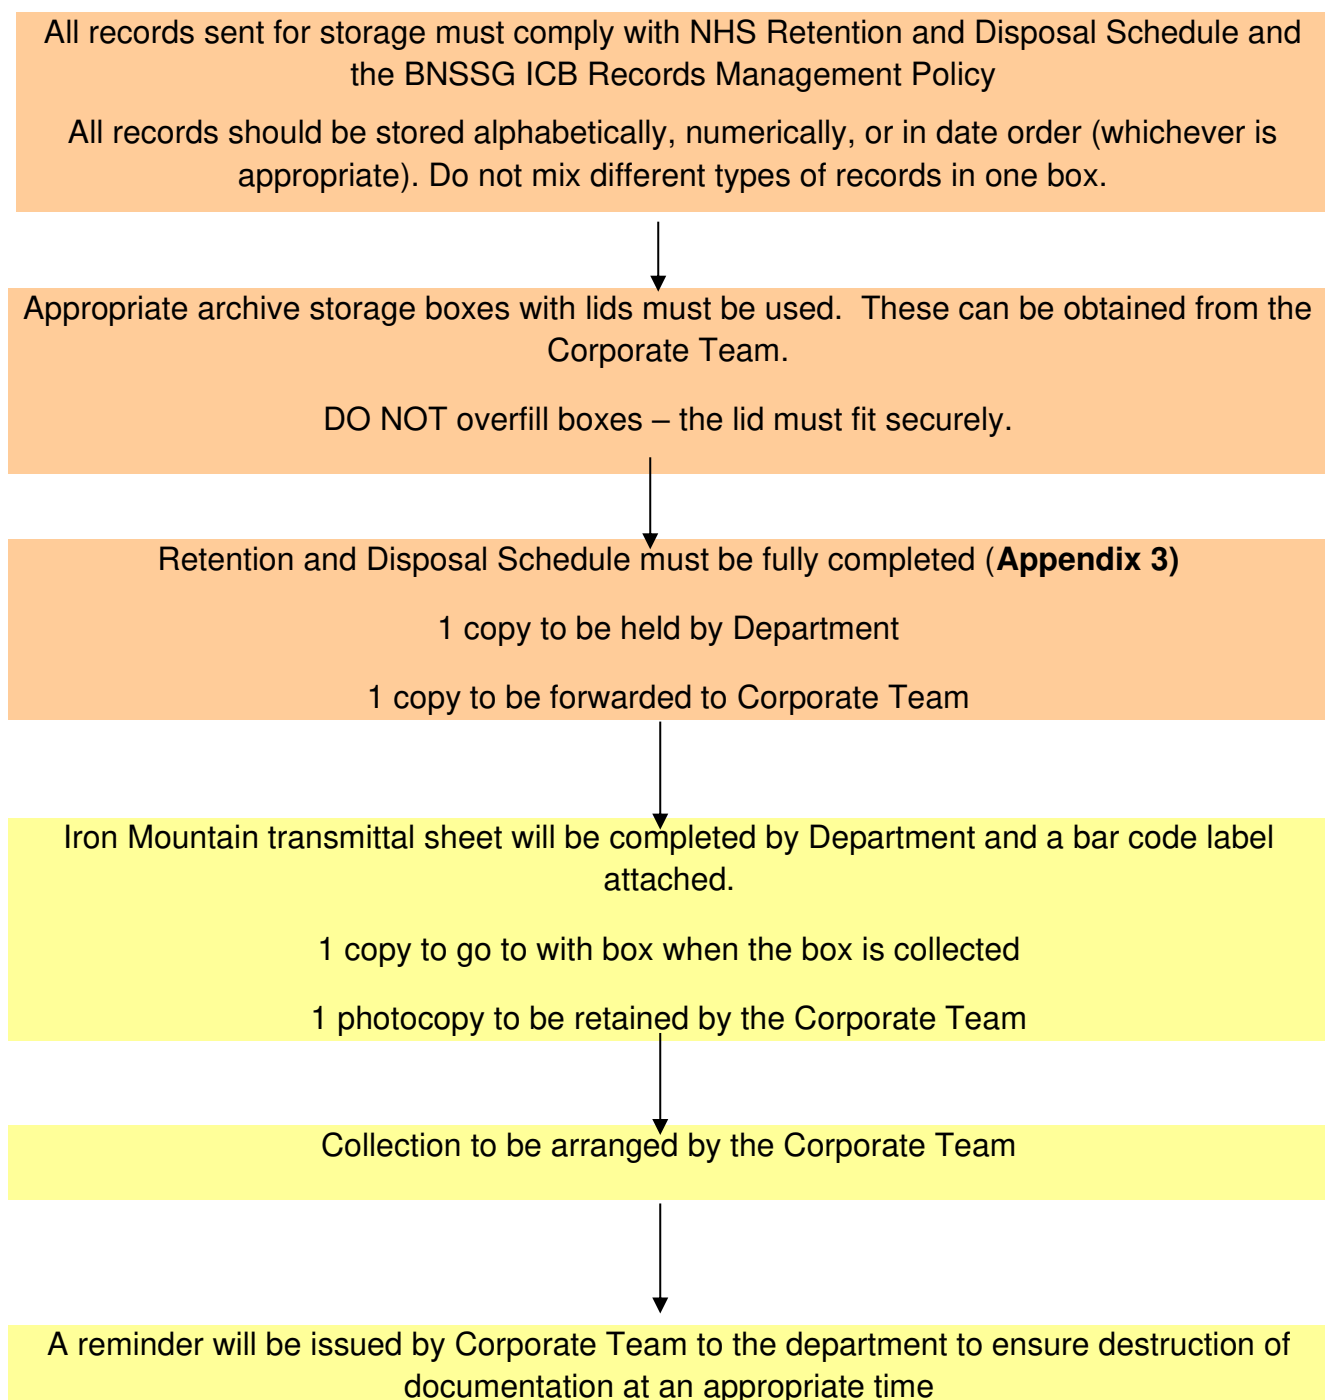 All records sent for storage must comply with NHS Retention and Disposal Schedule and
the BNSSG ICB Records Management Policy
All records should be stored alphabetically, numerically, or in date order (whichever is
appropriate). Do not mix different types of records in one box.
Appropriate archive storage boxes with lids must be used.  These can be obtained from the
Corporate Team.
DO NOT overfill boxes – the lid must fit securely.
Retention and Disposal Schedule must be fully completed (Appendix 3)
1 copy to be held by Department
1 copy to be forwarded to Corporate Team
Iron Mountain transmittal sheet will be completed by Department and a bar code label
attached.
1 copy to go to with box when the box is collected
1 photocopy to be retained by the Corporate Team
Collection to be arranged by the Corporate Team
A reminder will be issued by Corporate Team to the department to ensure destruction of
documentation at an appropriate time